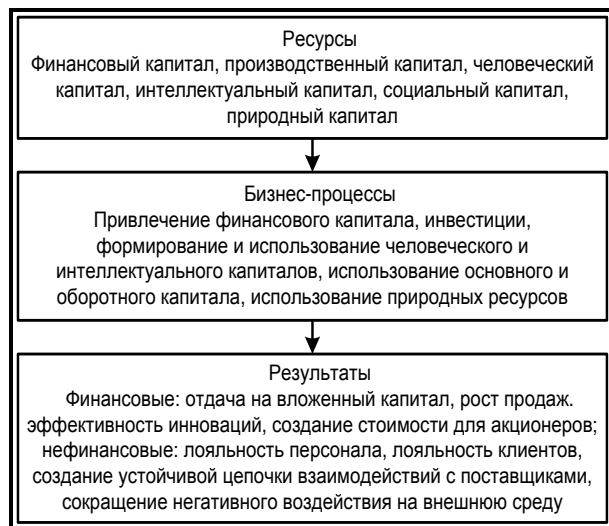 Ресурсы
Финансовый капитал, производственный капитал, человеческий
капитал, интеллектуальный капитал, социальный капитал,
природный капитал
Бизнес-процессы
Привлечение финансового капитала, инвестиции,
формирование и использование человеческого и
интеллектуального капиталов, использование основного и
оборотного капитала, использование природных ресурсов
Результаты
Финансовые: отдача на вложенный капитал, рост продаж.
эффективность инноваций, создание стоимости для акционеров;
нефинансовые: лояльность персонала, лояльность клиентов,
создание устойчивой цепочки взаимодействий с поставщиками,
сокращение негативного воздействия на внешнюю среду